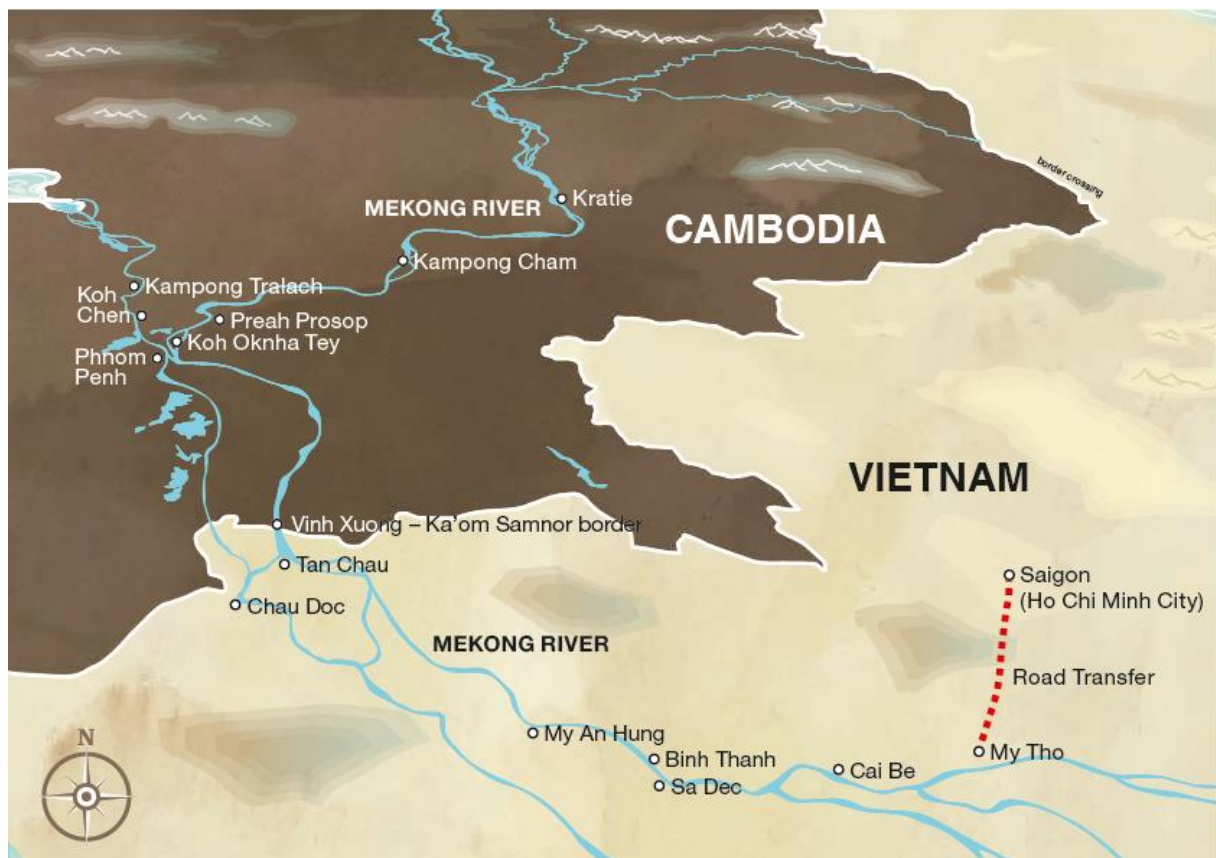 border crossing
Kratie
MEKONG RIVER
CAMBODIA
Kampong Cham
Kampong Tralach
Koh
Chen
Preah Prosop
Koh Oknha Tey
Phnom
Penh
VIETNAM
Vinh Xuong – Ka'om Samnor border
Tan Chau
Saigon
(Ho Chi Minh City)
Chau Doc
MEKONG RIVER
Road Transfer
My An Hung
N
My Tho
Binh Thanh
Cai Be
Sa Dec